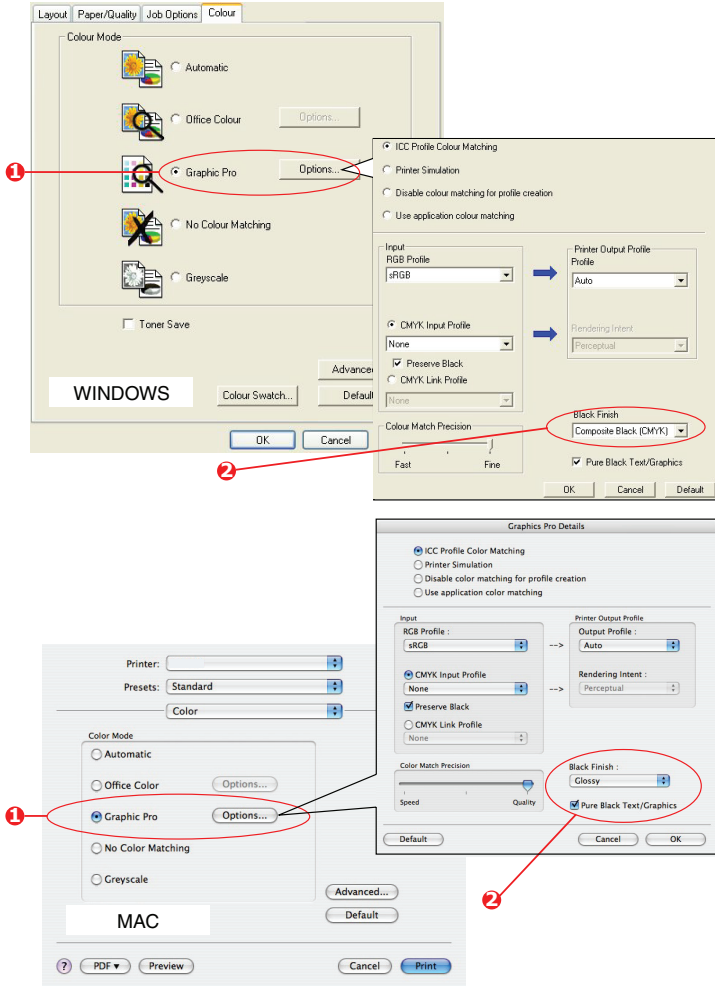 Layout Paper/Quality Job Options Colour
Colour Mode
Automatic
Office Colour Options...
1
Graphic Pro Options...
No Colour Matching
Greyscale
Toner Save
Advance
WINDOWS
Colour Swatch... Default
OK Cancel
ICC Profile Colour Matching
Printer Simulation
Disable colour matching for profile creation
Use application colour matching
Input
RGB Profile
sRGB
Printer Output Profile
Profile
Auto
CMYK Input Profile
None
Rendering Intent
Perceptual
Preserve Black
CMYK Link Profile
None
Black Finish
Composite Black (CMYK)
Colour Match Precision
Fast Fine
Pure Black Text/Graphics
2
OK Cancel Default
Graphics Pro Details
ICC Profile Color Matching
Printer Simulation
Disable color matching for profile creation
Use application color matching
Input
RGB Profile :
sRGB
-->
Printer Output Profile
Output Profile :
Auto
CMYK Input Profile
None
-->
Rendering Intent :
Perceptual
Preserve Black
CMYK Link Profile
None
Color Match Precision
Speed Quality
Black Finish :
Glossy
Pure Black Text/Graphics
Default Cancel OK
2
Printer:
Presets: Standard
Color
Color Mode
Automatic
Office Color Options...
1
Graphic Pro Options...
No Color Matching
Greyscale
Advanced...
Default
MAC
? PDF Preview Cancel Print